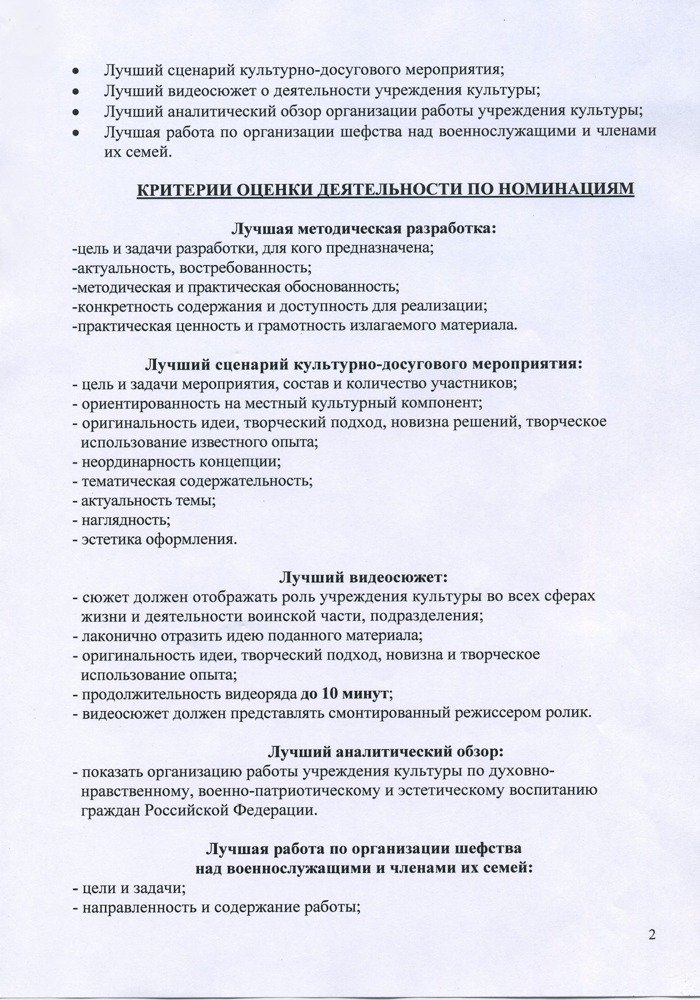 • Лучший сценарий культурно-досугового мероприятия;
• Лучший видеосюжет о деятельности учреждения культуры;
• Лучший аналитический обзор организации работы учреждения культуры;
• Лучшая работа по организации шефства над военнослужащими и членами
их семей.
КРИТЕРИИ ОЦЕНКИ ДЕЯТЕЛЬНОСТИ ПО НОМИНАЦИЯМ
Лучшая методическая разработка:
-цель и задачи разработки, для кого предназначена;
-актуальность, востребованность;
-методическая и практическая обоснованность;
-конкретность содержания и доступность для реализации;
-практическая ценность и грамотность излагаемого материала.
Лучший сценарий культурно-досугового мероприятия:
- цель и задачи мероприятия, состав и количество участников;
- ориентированность на местный культурный компонент;
- оригинальность идеи, творческий подход, новизна решений, творческое
использование известного опыта;
- неординарность концепции;
- тематическая содержательность;
- актуальность темы;
- наглядность;
- эстетика оформления.
Лучший видеосюжет:
- сюжет должен отображать роль учреждения культуры во всех сферах
жизни и деятельности воинской части, подразделения;
- лаконично отразить идею поданного материала;
- оригинальность идеи, творческий подход, новизна и творческое
использование опыта;
- продолжительность видеоряда до 10 минут;
- видеосюжет должен представлять смонтированный режиссером ролик.
Лучший аналитический обзор:
- показать организацию работы учреждения культуры по духовно-
нравственному, военно-патриотическому и эстетическому воспитанию
граждан Российской Федерации.
Лучшая работа по организации шефства
над военнослужащими и членами их семей:
- цели и задачи;
- направленность и содержание работы;
2